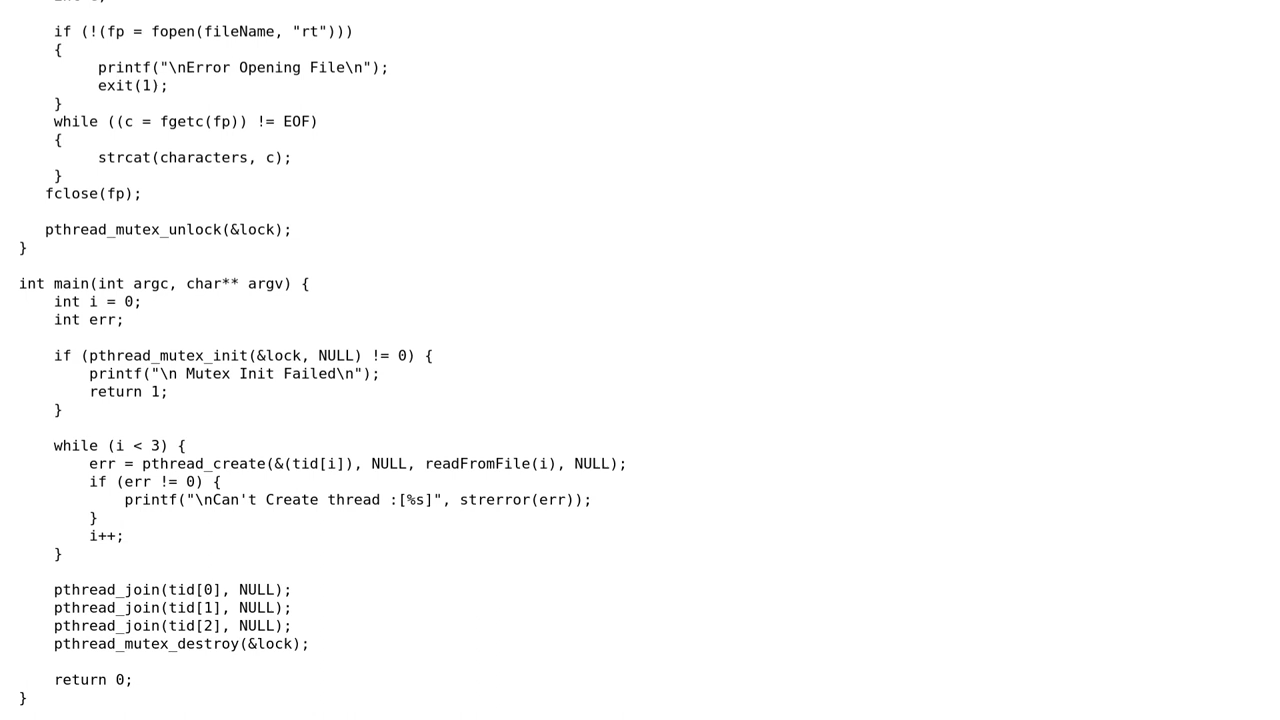 if (!(fp = fopen(fileName, "rt")))
{
printf("\nError Opening File\n");
exit(1);
}
while ((c = fgetc(fp)) != EOF)
{
strcat(characters, c);
}
fclose(fp);
pthread_mutex_unlock(&lock);
}
int main(int argc, char** argv) {
int i = 0;
int err;
if (pthread_mutex_init(&lock, NULL) != 0) {
printf("\n Mutex Init Failed\n");
return 1;
}
while (i < 3) {
err = pthread_create(&(tid[i]), NULL, readFromFile(i), NULL);
if (err != 0) {
printf("\nCan't Create thread :[%s]", strerror(err));
}
i++;
}
pthread_join(tid[0], NULL);
pthread_join(tid[1], NULL);
pthread_join(tid[2], NULL);
pthread_mutex_destroy(&lock);
return 0;
}